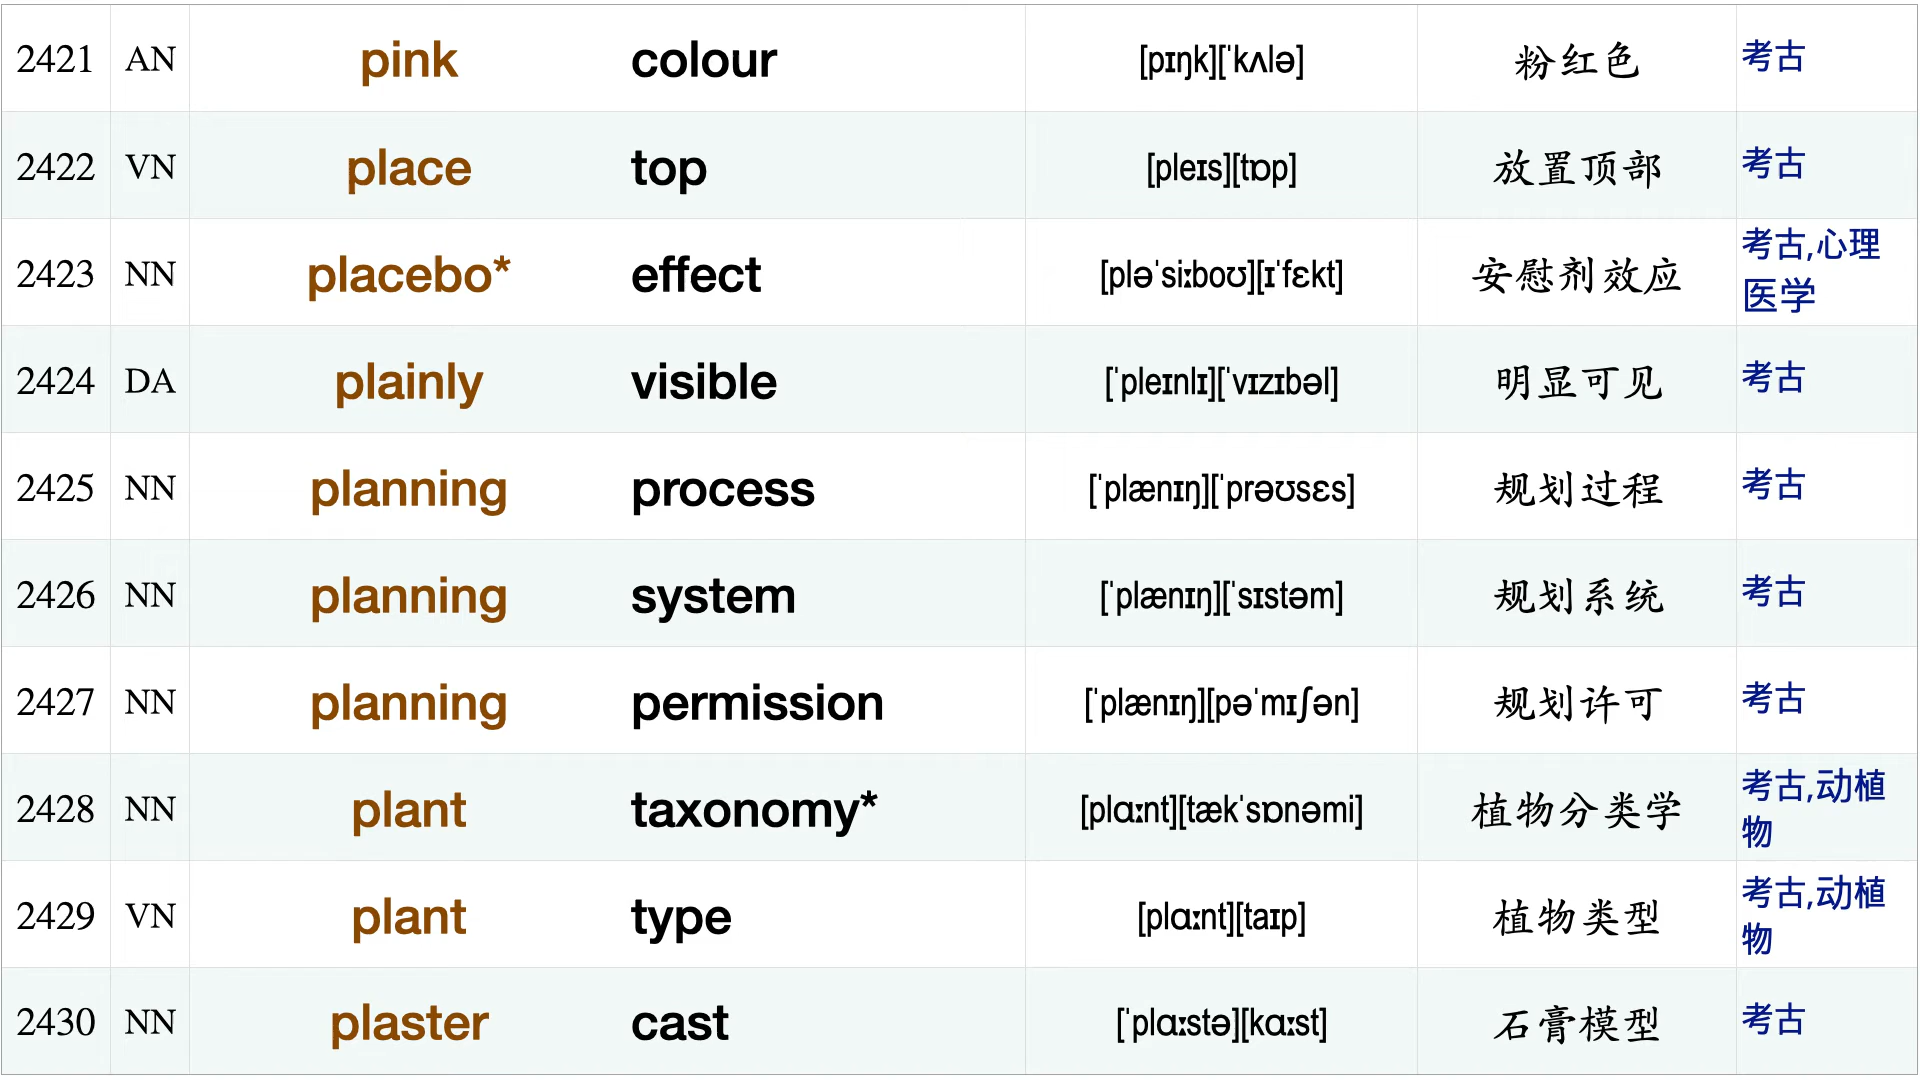 2421 AN pink colour [pɪŋk][ˈkʌlə] 粉红色 考古
2422 VN place top [pleɪs][tɒp] 放置顶部 考古
2423 NN placebo* effect [pləˈsiːboʊ][ɪˈfɛkt] 安慰剂效应 考古,心理
医学
2424 DA plainly visible [ˈpleɪnlɪ][ˈvɪzɪbəl] 明显可见 考古
2425 NN planning process [ˈplænɪŋ][ˈprəʊsɛs] 规划过程 考古
2426 NN planning system [ˈplænɪŋ][ˈsɪstəm] 规划系统 考古
2427 NN planning permission [ˈplænɪŋ][pəˈmɪʃən] 规划许可 考古
2428 NN plant taxonomy* [plɑːnt][tækˈsɒnəmi] 植物分类学 考古,动植
物
2429 VN plant type [plɑːnt][taɪp] 植物类型 考古,动植
物
2430 NN plaster cast [ˈplɑːstə][kɑːst] 石膏模型 考古